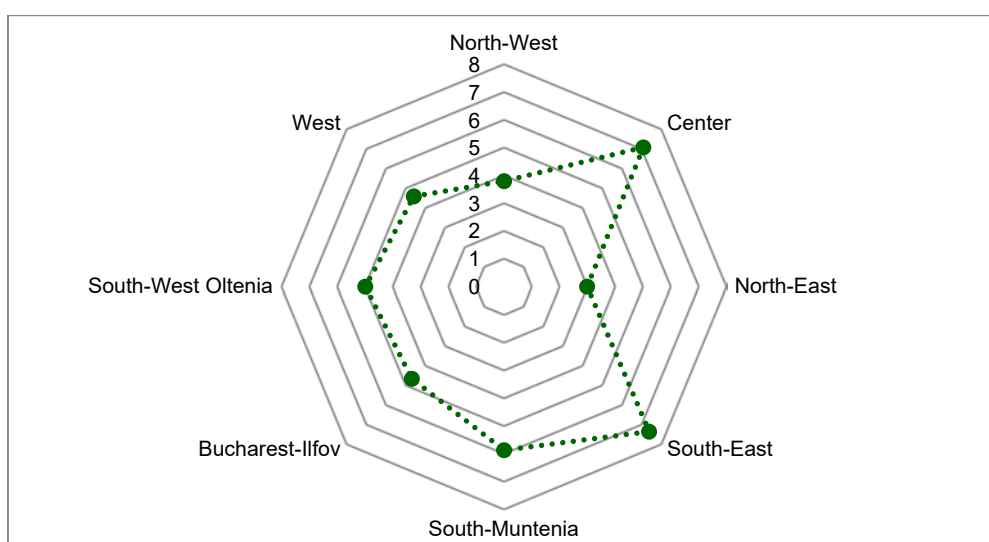 North-West
8
7
6
5
4
3
2
1
0
West
Center
South-West Oltenia
North-East
Bucharest-Ilfov
South-East
South-Muntenia